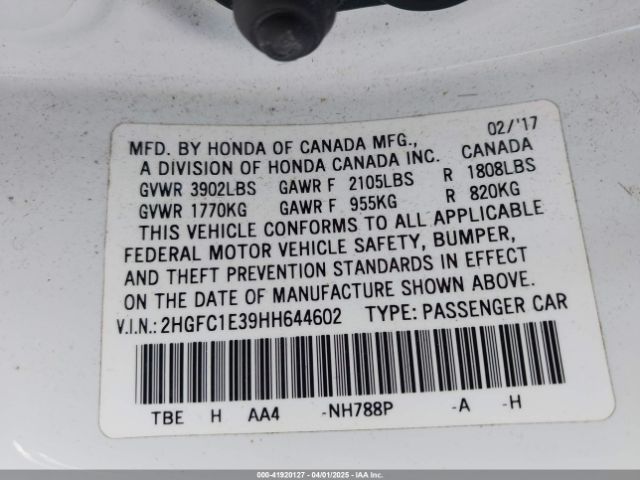 MFD. BY HONDA OF CANADA MFG., 02/'17
A DIVISION OF HONDA CANADA INC. CANADA
GVWR 3902LBS GAWR F 2105LBS R 1808LBS
GVWR 1770KG GAWR F 955KG R 820KG
THIS VEHICLE CONFORMS TO ALL APPLICABLE
FEDERAL MOTOR VEHICLE SAFETY, BUMPER,
AND THEFT PREVENTION STANDARDS IN EFFECT
ON THE DATE OF MANUFACTURE SHOWN ABOVE.
V.I.N.: 2HGFC1E39HH644602 TYPE: PASSENGER CAR
TBE H AA4 -NH788P -A -H
000-41920127 - 04/01/2025 - IAA Inc.